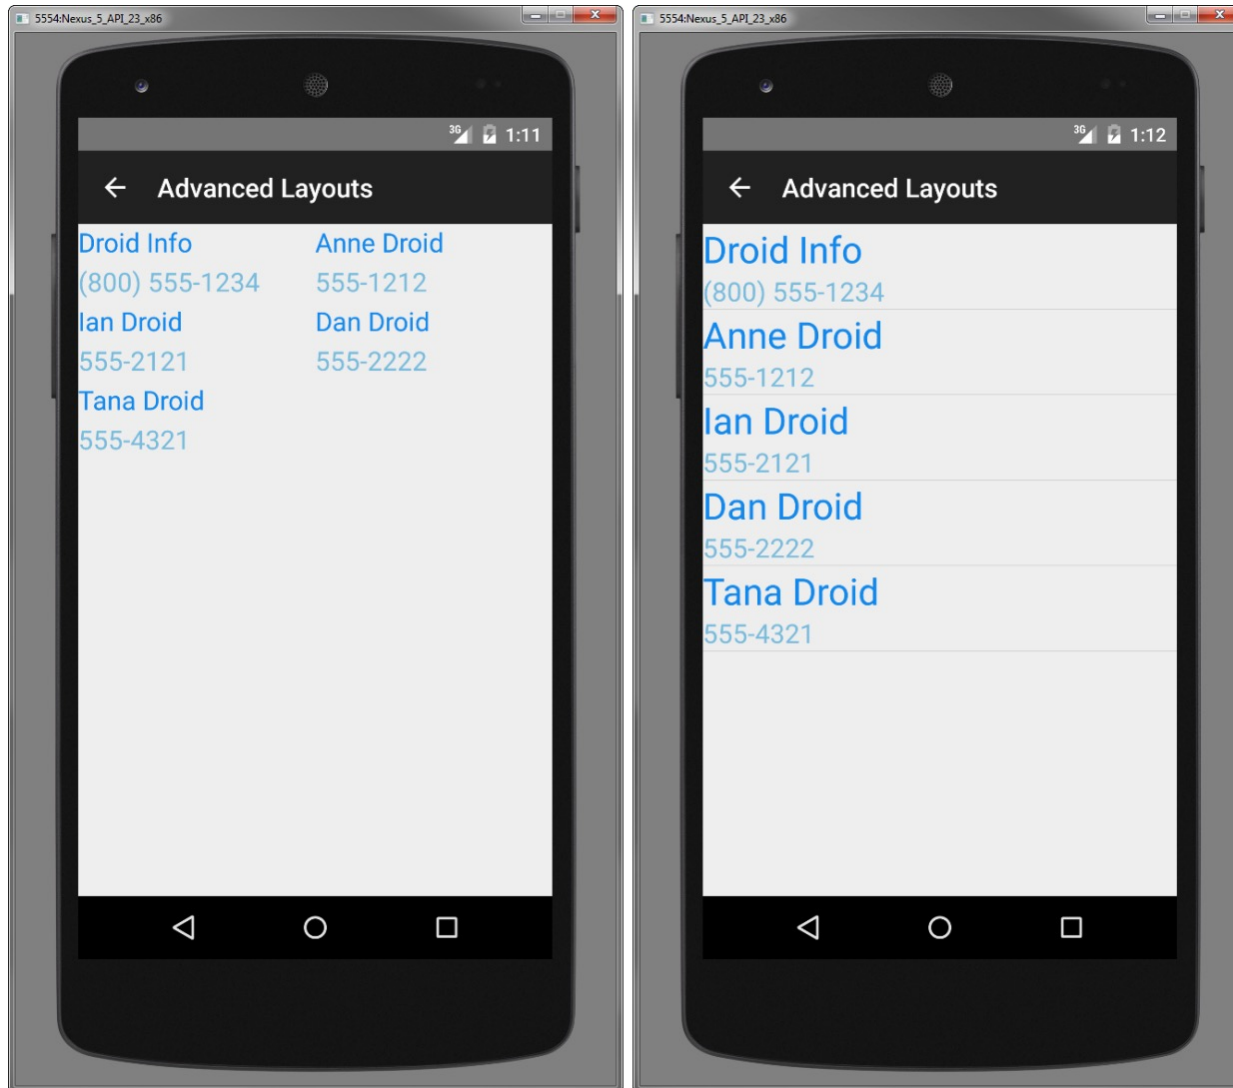 5554:Nexus_5_API_23_x86
3G 1:11
Advanced Layouts
Droid Info Anne Droid
(800) 555-1234 555-1212
Ian Droid Dan Droid
555-2121 555-2222
Tana Droid
555-4321
5554:Nexus_5_API_23_x86
3G 1:12
Advanced Layouts
Droid Info
(800) 555-1234
Anne Droid
555-1212
Ian Droid
555-2121
Dan Droid
555-2222
Tana Droid
555-4321